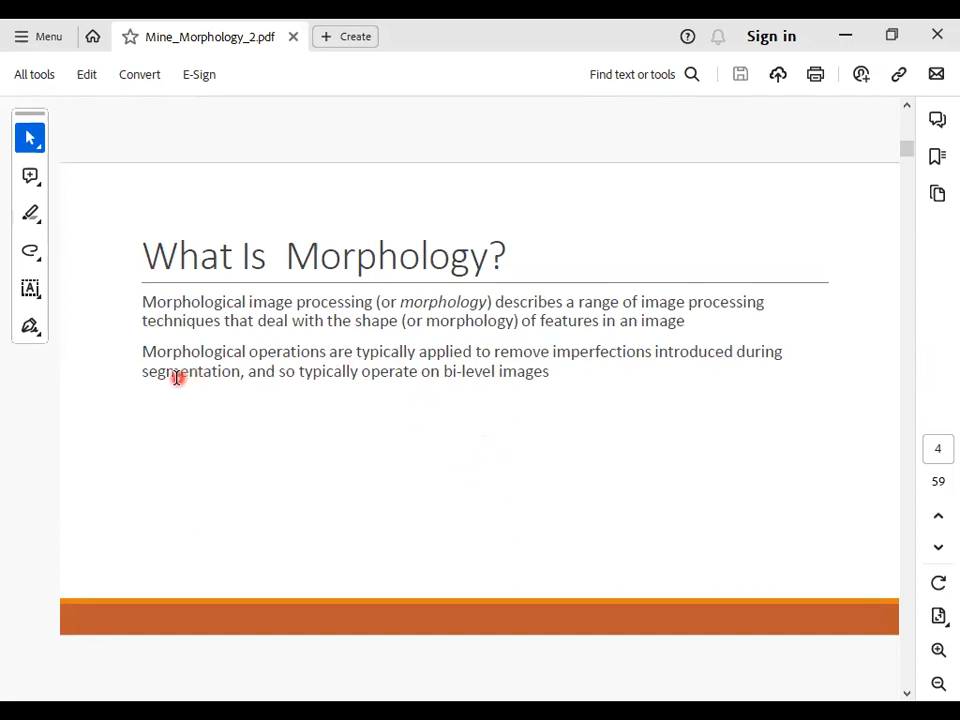 Menu
Mine_Morphology_2.pdf
Create
Sign in
All tools
Edit
Convert
E-Sign
Find text or tools
What Is Morphology?
Morphological image processing (or morphology) describes a range of image processing
techniques that deal with the shape (or morphology) of features in an image
Morphological operations are typically applied to remove imperfections introduced during
segmentation, and so typically operate on bi-level images
4
59